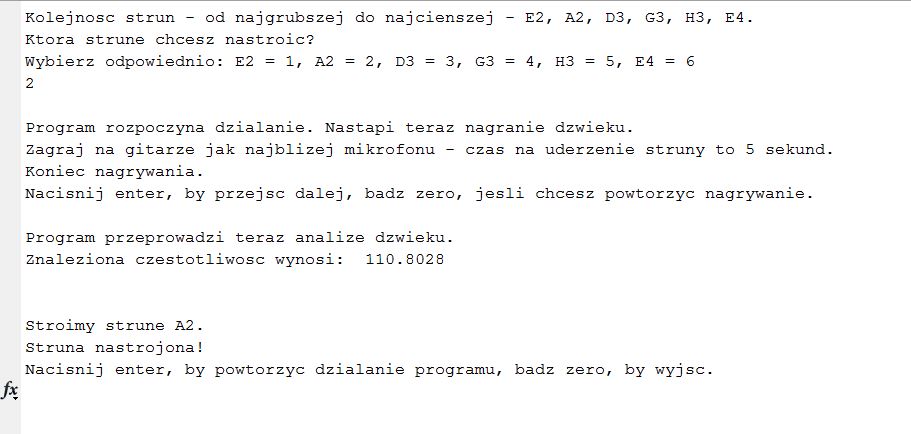 Kolejnosc strun - od najgrubszej do najcienszej - E2, A2, D3, G3, H3, E4.
Ktora strune chcesz nastroic?
Wybierz odpowiednio: E2 = 1, A2 = 2, D3 = 3, G3 = 4, H3 = 5, E4 = 6
2
Program rozpoczyna dzialanie. Nastapi teraz nagranie dzwieku.
Zagraj na gitarze jak najblizej mikrofonu - czas na uderzenie struny to 5 sekund.
Koniec nagrywania.
Nacisnij enter, by przejsc dalej, badz zero, jesli chcesz powtorzyc nagrywanie.
Program przeprowadzi teraz analize dzwieku.
Znaleziona czestotliwosc wynosi:  110.8028
Stroimy strune A2.
Struna nastrojona!
Nacisnij enter, by powtorzyc dzialanie programu, badz zero, by wyjsc.
fx